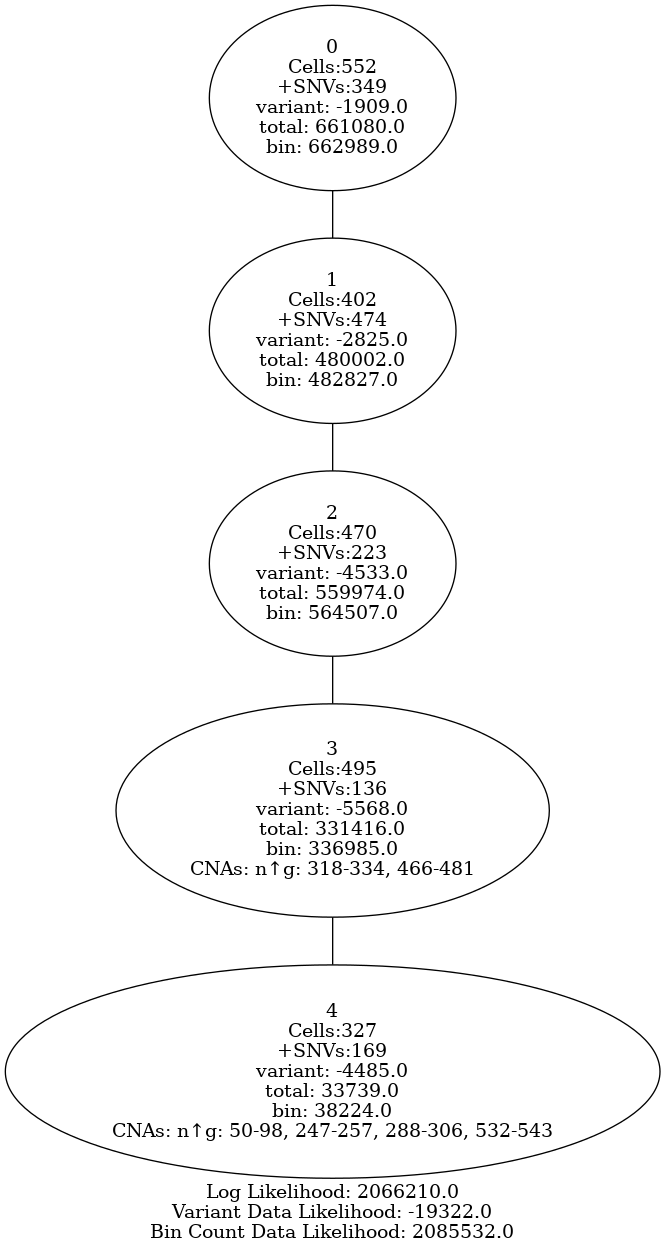 0
Cells:552
+SNVs:349
variant: -1909.0
total: 661080.0
bin: 662989.0
1
Cells:402
+SNVs:474
variant: -2825.0
total: 480002.0
bin: 482827.0
2
Cells:470
+SNVs:223
variant: -4533.0
total: 559974.0
bin: 564507.0
3
Cells:495
+SNVs:136
variant: -5568.0
total: 331416.0
bin: 336985.0
CNAs: n↑g: 318-334, 466-481
4
Cells:327
+SNVs:169
variant: -4485.0
total: 33739.0
bin: 38224.0
CNAs: n↑g: 50-98, 247-257, 288-306, 532-543
Log Likelihood: 2066210.0
Variant Data Likelihood: -19322.0
Bin Count Data Likelihood: 2085532.0